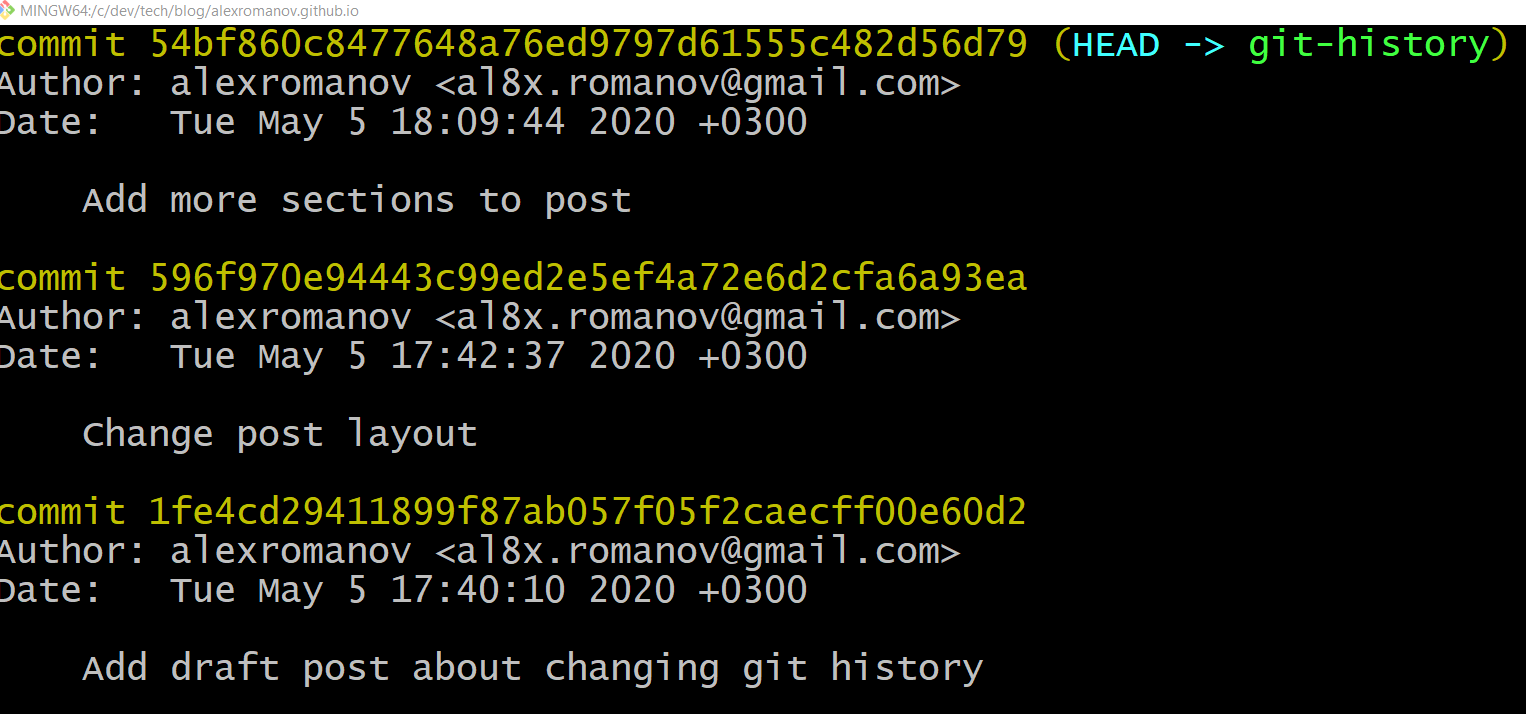 MINGW64:/c/dev/tech/blog/alexromanov.github.io
commit 54bf860c8477648a76ed9797d61555c482d56d79 (HEAD -> git-history)
Author: alexromanov <al8x.romanov@gmail.com>
Date:   Tue May 5 18:09:44 2020 +0300
Add more sections to post
commit 596f970e94443c99ed2e5ef4a72e6d2cfa6a93ea
Author: alexromanov <al8x.romanov@gmail.com>
Date:   Tue May 5 17:42:37 2020 +0300
Change post layout
commit 1fe4cd29411899f87ab057f05f2caecff00e60d2
Author: alexromanov <al8x.romanov@gmail.com>
Date:   Tue May 5 17:40:10 2020 +0300
Add draft post about changing git history